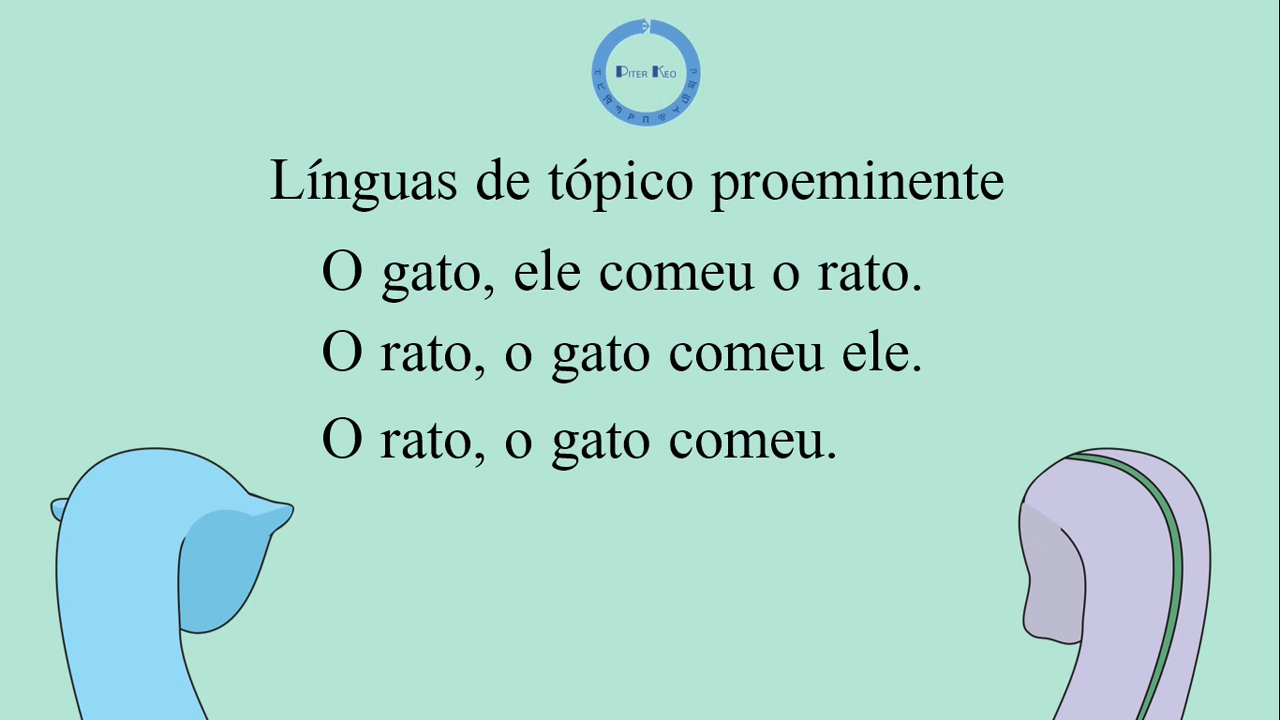 Piter Keo
Línguas de tópico proeminente
O gato, ele comeu o rato.
O rato, o gato comeu ele.
O rato, o gato comeu.